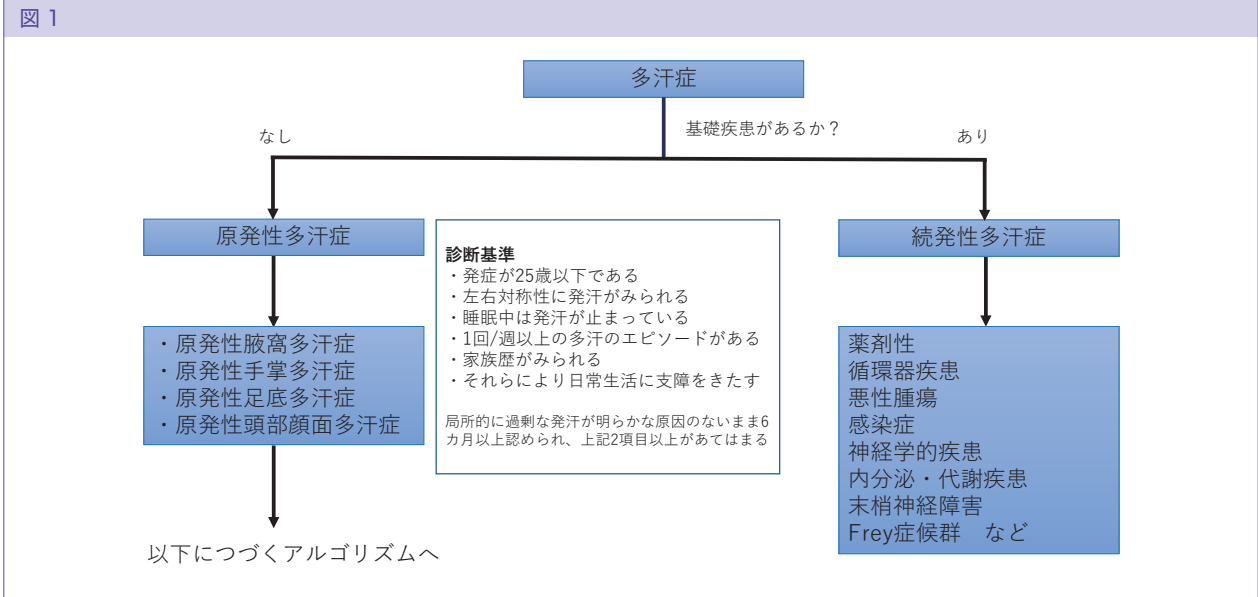 図1
多汗症
基礎疾患があるか？
なし
あり
原発性多汗症
・原発性腋窩多汗症
・原発性手掌多汗症
・原発性足底多汗症
・原発性頭部顔面多汗症
以下につづくアルゴリズムへ
診断基準
・発症が25歳以下である
・左右対称性に発汗がみられる
・睡眠中は発汗が止まっている
・1回/週以上の多汗のエピソードがある
・家族歴がみられる
・それらにより日常生活に支障をきたす
局所的に過剰な発汗が明らかな原因のないまま6
カ月以上認められ、上記2項目以上があてはまる
続発性多汗症
薬剤性
循環器疾患
悪性腫瘍
感染症
神経学的疾患
内分泌・代謝疾患
末梢神経障害
Frey症候群　など